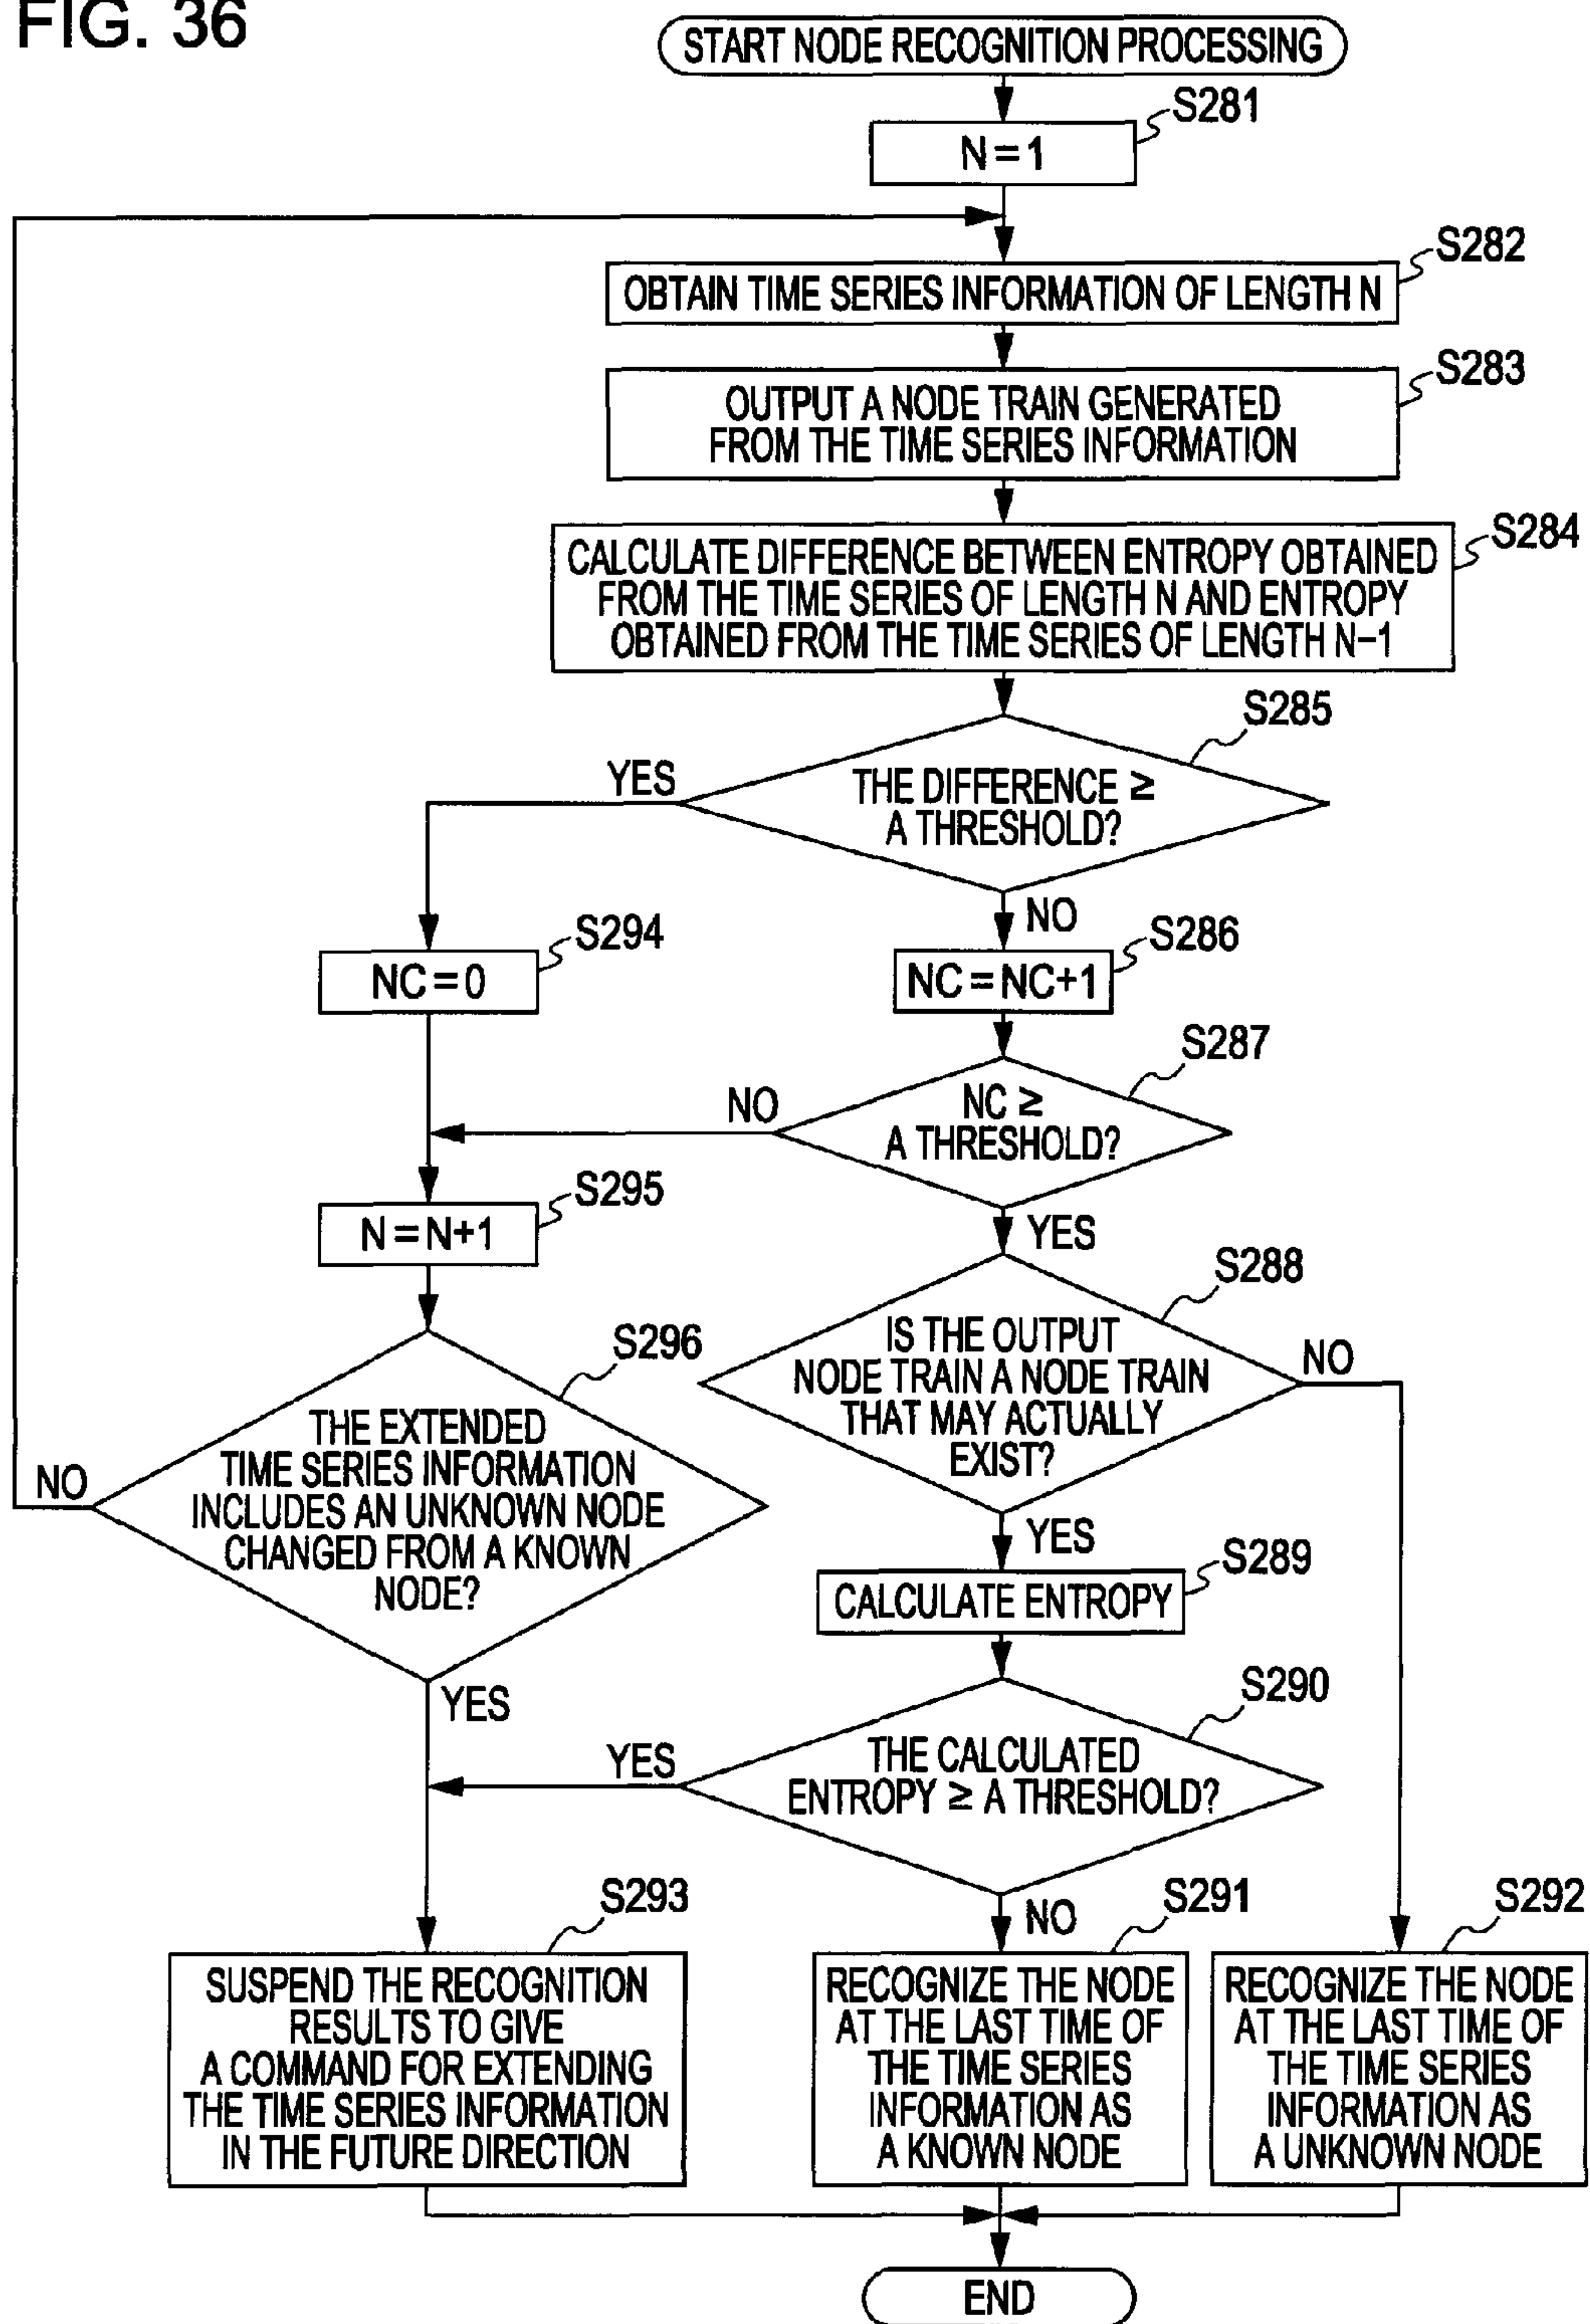 FIG. 36
START NODE RECOGNITION PROCESSING
S281
N=1
S282
OBTAIN TIME SERIES INFORMATION OF LENGTH N
S283
OUTPUT A NODE TRAIN GENERATED
FROM THE TIME SERIES INFORMATION
S284
CALCULATE DIFFERENCE BETWEEN ENTROPY OBTAINED
FROM THE TIME SERIES OF LENGTH N AND ENTROPY
OBTAINED FROM THE TIME SERIES OF LENGTH N-1
S285
YES
THE DIFFERENCE ≥
A THRESHOLD?
NO
S294
NC=0
S286
NC=NC+1
S287
NO
NC ≥
A THRESHOLD?
YES
S295
N=N+1
S288
IS THE OUTPUT
NODE TRAIN A NODE TRAIN
THAT MAY ACTUALLY
EXIST?
NO
YES
S296
THE EXTENDED
TIME SERIES INFORMATION
INCLUDES AN UNKNOWN NODE
CHANGED FROM A KNOWN
NODE?
NO
YES
S289
CALCULATE ENTROPY
S290
YES
THE CALCULATED
ENTROPY ≥ A THRESHOLD?
NO
S293
SUSPEND THE RECOGNITION
RESULTS TO GIVE
A COMMAND FOR EXTENDING
THE TIME SERIES INFORMATION
IN THE FUTURE DIRECTION
S291
RECOGNIZE THE NODE
AT THE LAST TIME OF
THE TIME SERIES
INFORMATION AS
A KNOWN NODE
S292
RECOGNIZE THE NODE
AT THE LAST TIME OF
THE TIME SERIES
INFORMATION AS
A UNKNOWN NODE
END